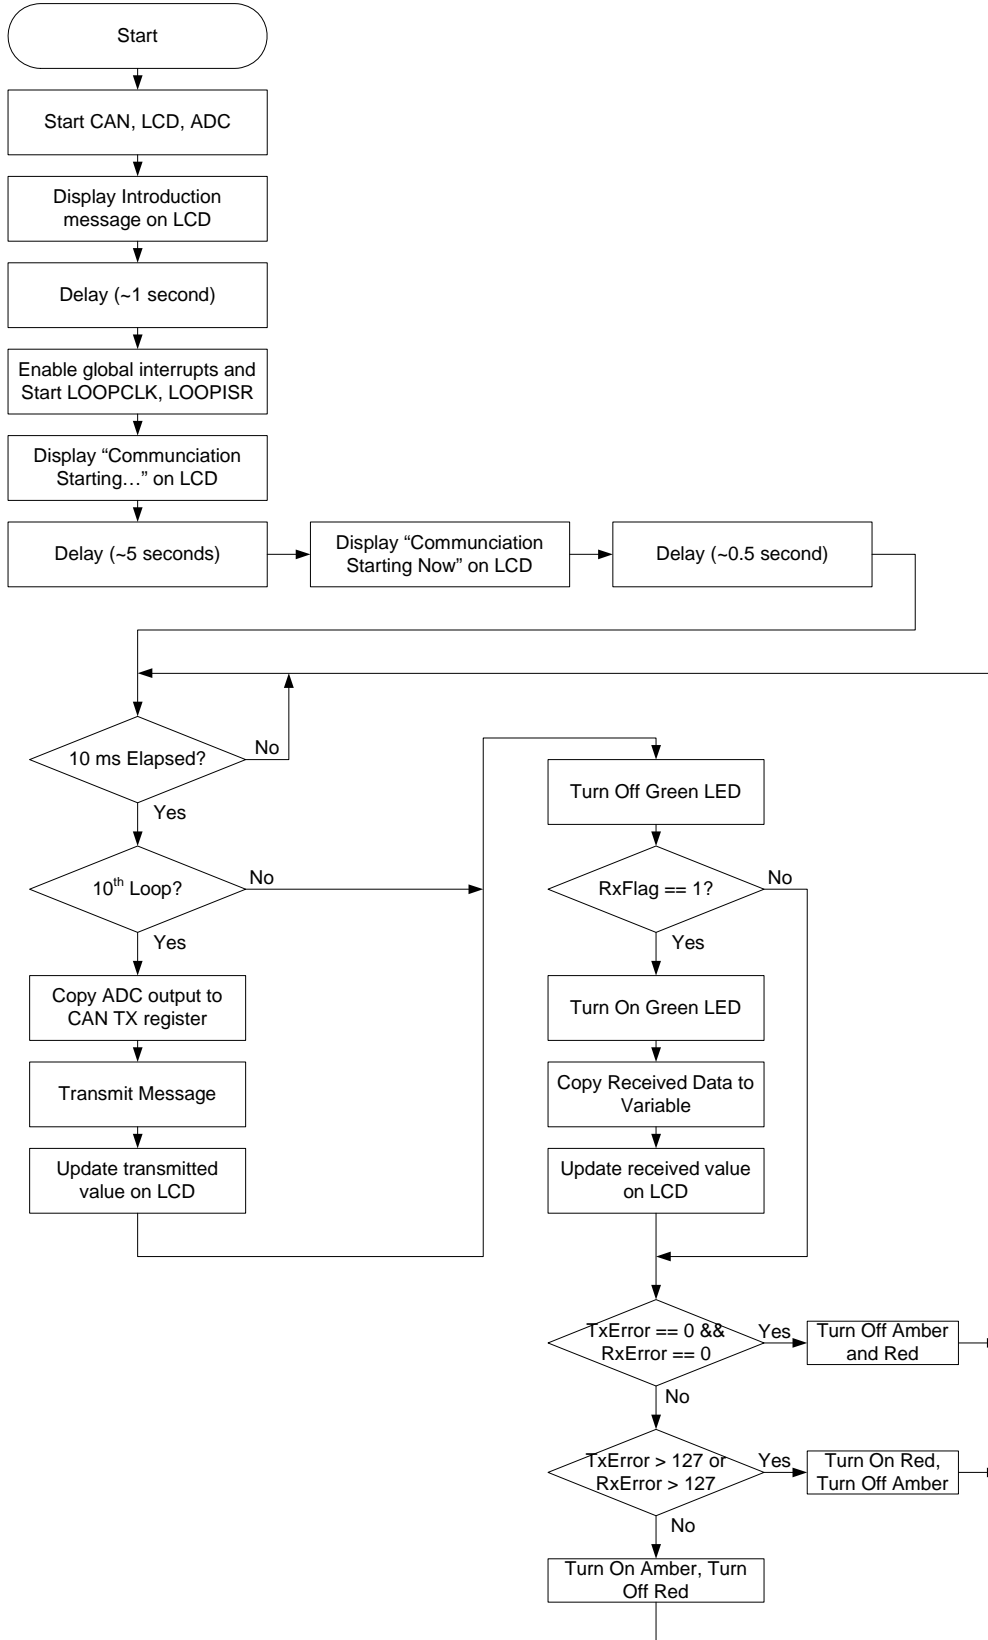 Start
Start CAN, LCD, ADC
Display Introduction
message on LCD
Delay (~1 second)
Enable global interrupts and
Start LOOPCLK, LOOPISR
Display “Communciation
Starting…” on LCD
Delay (~5 seconds)
Display “Communciation
Starting Now” on LCD
Delay (~0.5 second)
10 ms Elapsed?
No
Yes
10th Loop?
No
Yes
Copy ADC output to
CAN TX register
Transmit Message
Update transmitted
value on LCD
Turn Off Green LED
RxFlag == 1?
No
Yes
Turn On Green LED
Copy Received Data to
Variable
Update received value
on LCD
TxError == 0 &&
RxError == 0
Yes
Turn Off Amber
and Red
No
TxError > 127 or
RxError > 127
Yes
Turn On Red,
Turn Off Amber
No
Turn On Amber, Turn
Off Red